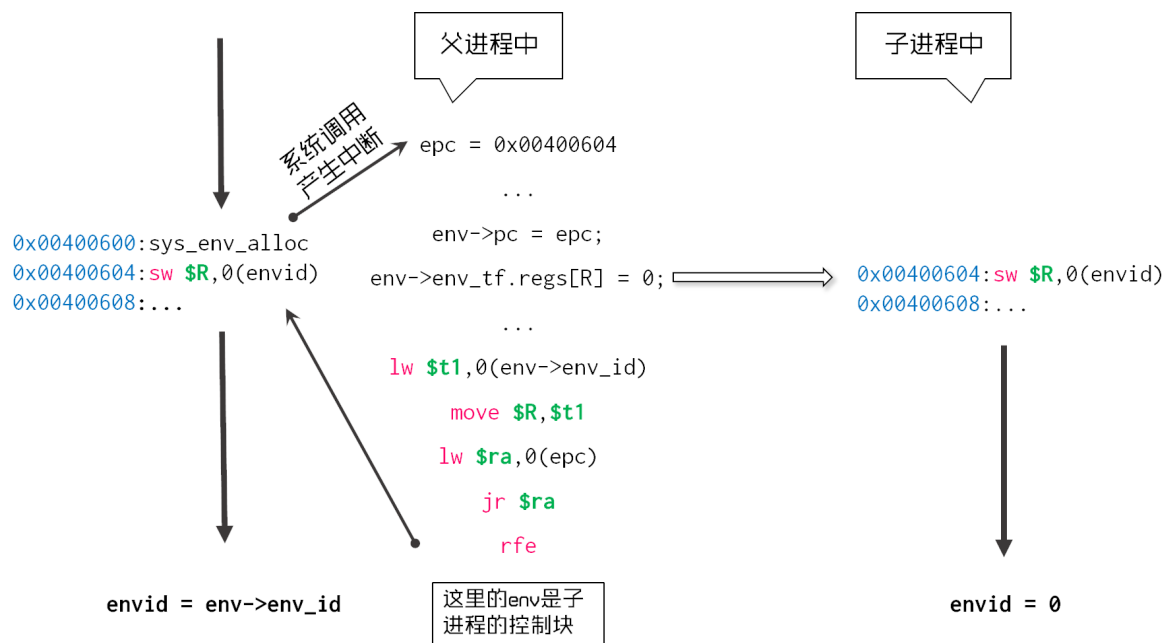 父进程中
子进程中
系统调用
产生中断
epc = 0x00400604
...
env->pc = epc;
env->env_tf.regs[R] = 0;
...
lw $t1,0(env->env_id)
move $R,$t1
lw $ra,0(epc)
jr $ra
rfe
0x00400600:sys_env_alloc
0x00400604:sw $R,0(envid)
0x00400608:...
0x00400604:sw $R,0(envid)
0x00400608:...
envid = env->env_id
这里的env是子
进程的控制块
envid = 0